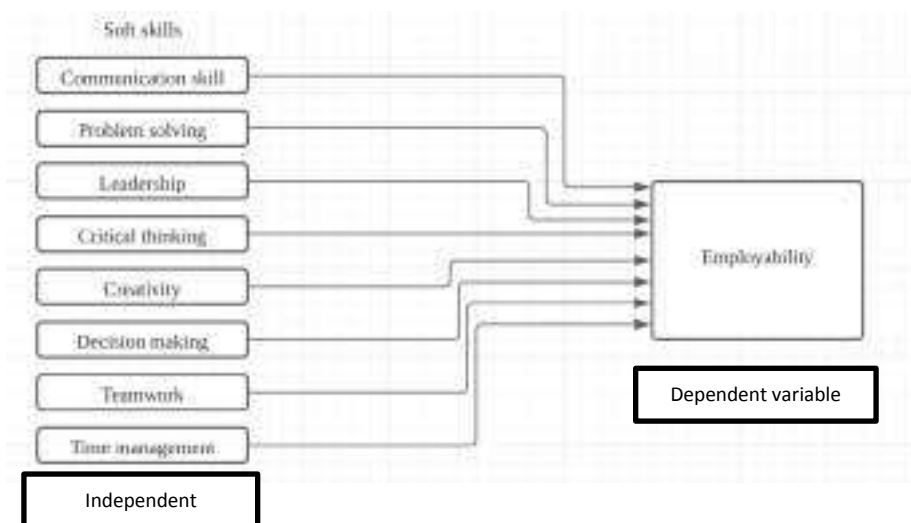 Soft skills
Communication skill
Problem solving
Leadership
Critical thinking
Creativity
Decision making
Teamwork
Time management
Employability
Dependent variable
Independent